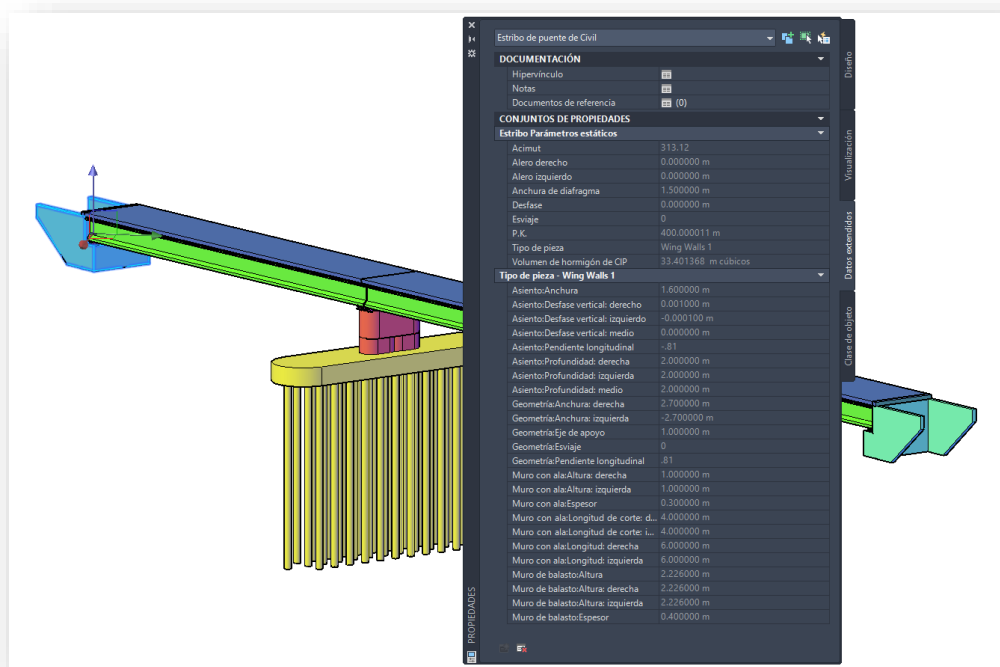 Estribo de puente de Civil
DOCUMENTACIÓN
Hipervínculo
Notas
Documentos de referencia (0)
CONJUNTOS DE PROPIEDADES
Estribo Parámetros estáticos
Acimut 313.12
Alero derecho 0.000000 m
Alero izquierdo 0.000000 m
Anchura de diafragma 1.500000 m
Desfase 0.000000 m
Esviaje 0
P.K. 400.000011 m
Tipo de pieza Wing Walls 1
Volumen de hormigón de CIP 33.401368 m cúbicos
Tipo de pieza - Wing Walls 1
Asiento:Anchura 1.600000 m
Asiento:Desfase vertical: derecho 0.001000 m
Asiento:Desfase vertical: izquierdo -0.000100 m
Asiento:Desfase vertical: medio 0.000000 m
Asiento:Pendiente longitudinal -.81
Asiento:Profundidad: derecha 2.000000 m
Asiento:Profundidad: izquierda 2.000000 m
Asiento:Profundidad: medio 2.000000 m
Geometría:Anchura: derecha 2.700000 m
Geometría:Anchura: izquierda -2.700000 m
Geometría:Eje de apoyo 1.000000 m
Geometría:Esviaje 0
Geometría:Pendiente longitudinal .81
Muro con ala:Altura: derecha 1.000000 m
Muro con ala:Altura: izquierda 1.000000 m
Muro con ala:Espesor 0.300000 m
Muro con ala:Longitud de corte: d... 4.000000 m
Muro con ala:Longitud de corte: i... 4.000000 m
Muro con ala:Longitud: derecha 6.000000 m
Muro con ala:Longitud: izquierda 6.000000 m
Muro de balasto:Altura 2.226000 m
Muro de balasto:Altura: derecha 2.226000 m
Muro de balasto:Altura: izquierda 2.226000 m
Muro de balasto:Espesor 0.400000 m
Diseño
Visualización
Datos extendidos
Clase de objeto
PROPIEDADES